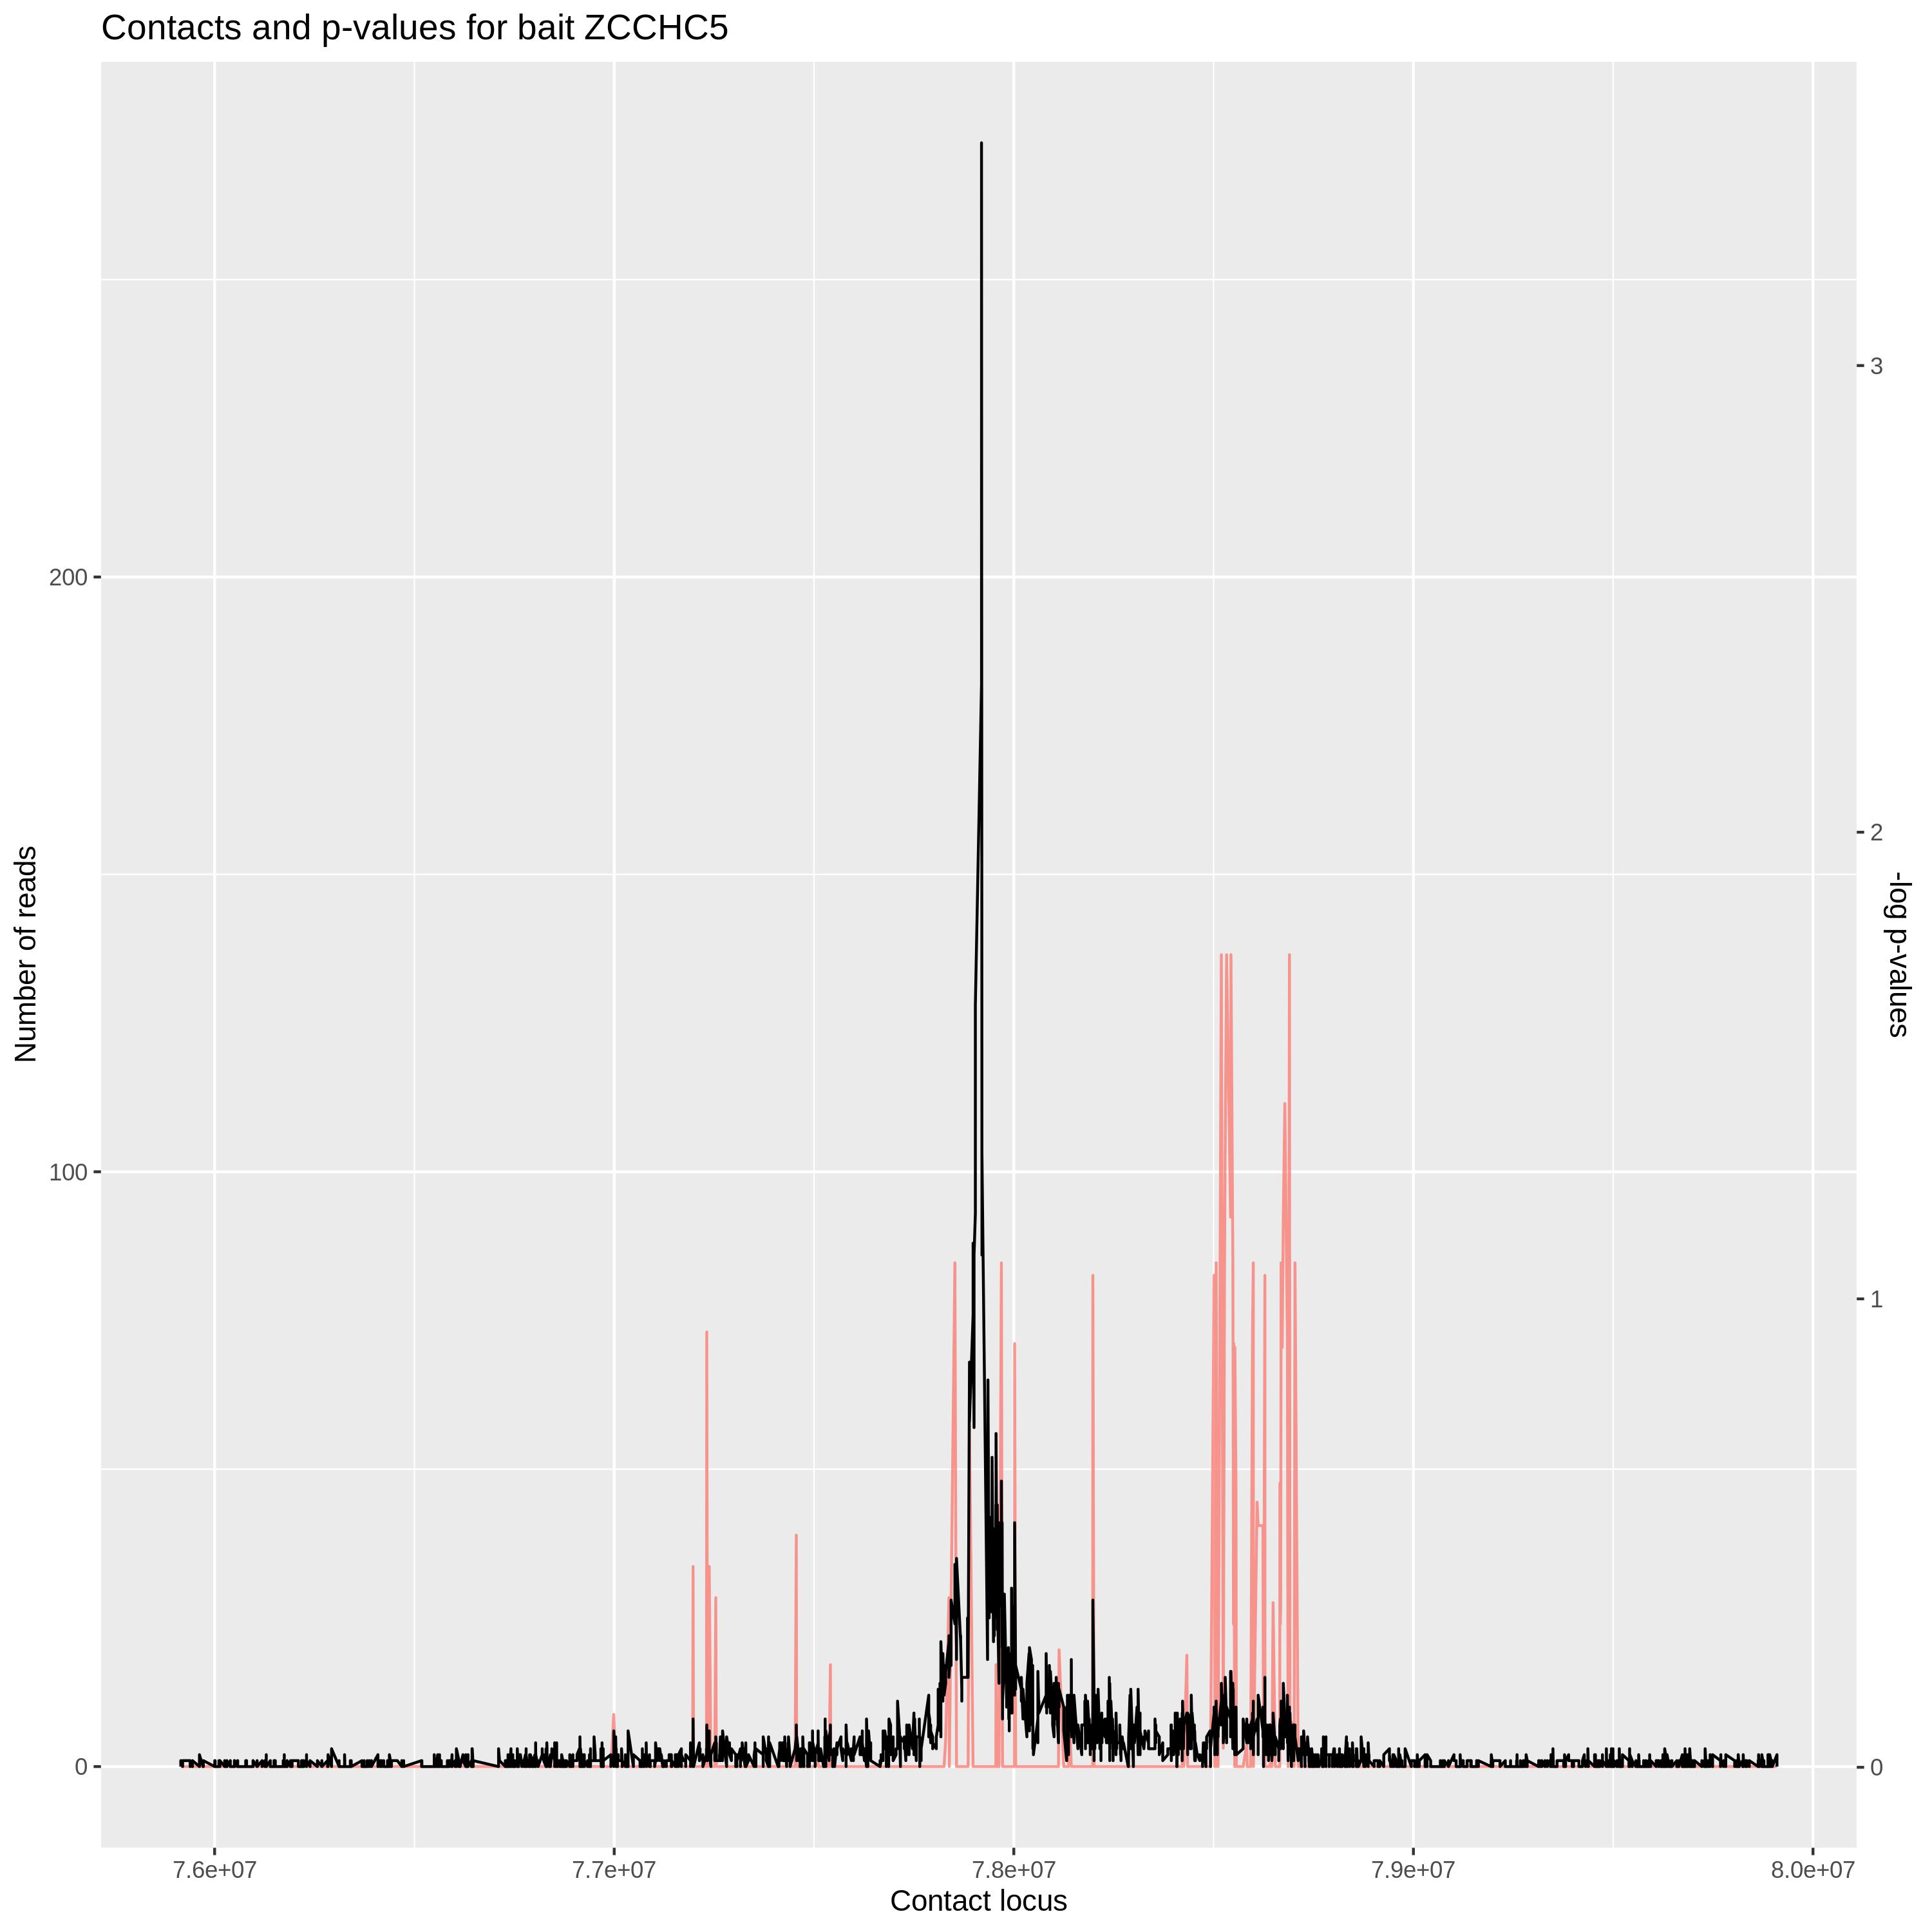 Contacts and p-values for bait ZCCHC5
Number of reads
200
100
0
3
2
1
0
-log p-values
7.6e+07 7.7e+07 7.8e+07 7.9e+07 8.0e+07
Contact locus